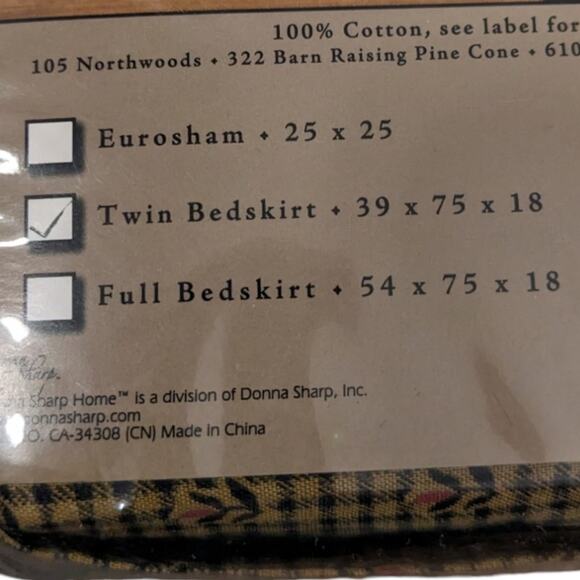 100% Cotton, see label for
105 Northwoods • 322 Barn Raising Pine Cone • 610
Eurosham • 25 x 25
Twin Bedskirt • 39 x 75 x 18
Full Bedskirt • 54 x 75 x 18
Sharp Home™ is a division of Donna Sharp, Inc.
onnasharp.com
O. CA-34308 (CN) Made in China